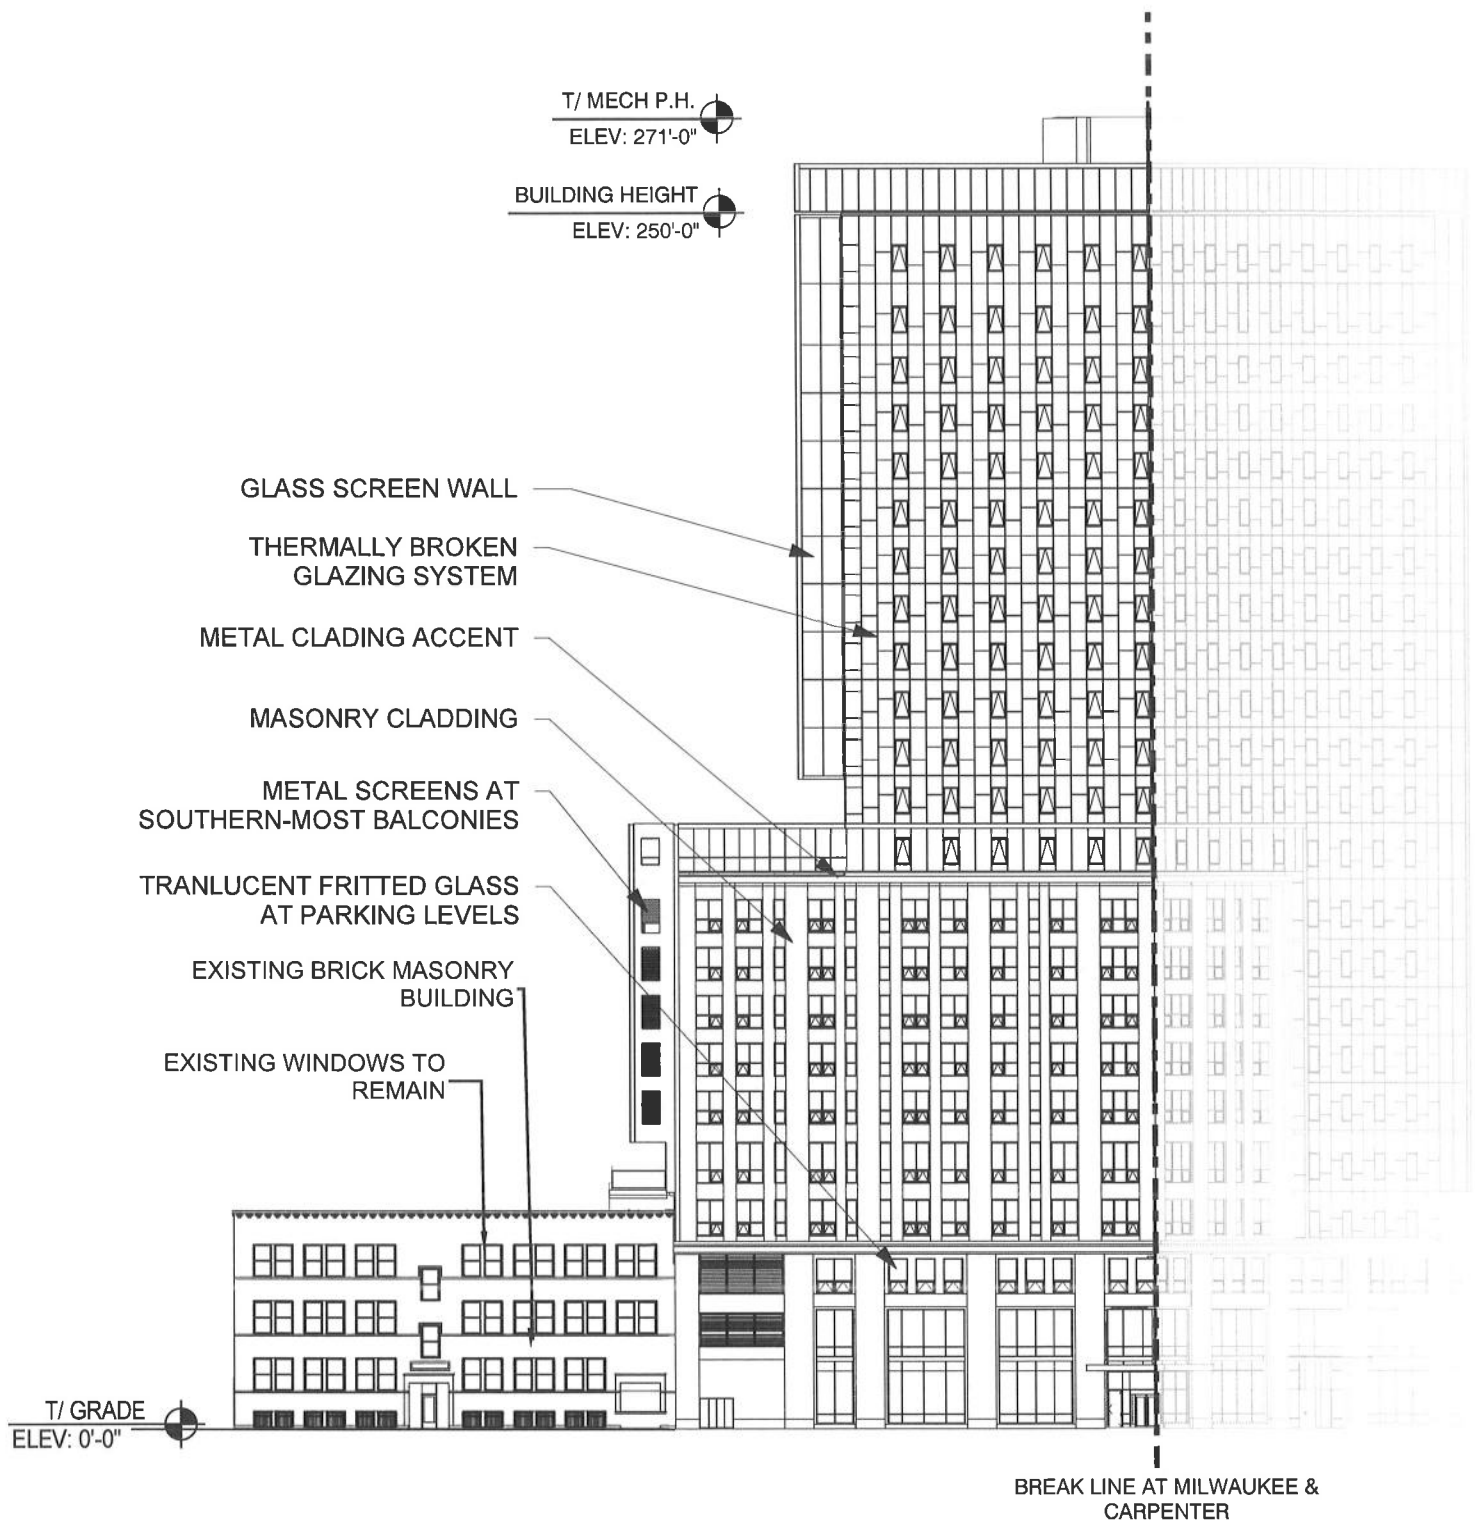 T/ MECH P.H.
ELEV: 271'-0"
BUILDING HEIGHT
ELEV: 250'-0"
GLASS SCREEN WALL
THERMALLY BROKEN
GLAZING SYSTEM
METAL CLADING ACCENT
MASONRY CLADDING
METAL SCREENS AT
SOUTHERN-MOST BALCONIES
TRANLUCENT FRITTED GLASS
AT PARKING LEVELS
EXISTING BRICK MASONRY
BUILDING
EXISTING WINDOWS TO
REMAIN
T/ GRADE
ELEV: 0'-0"
BREAK LINE AT MILWAUKEE &
CARPENTER